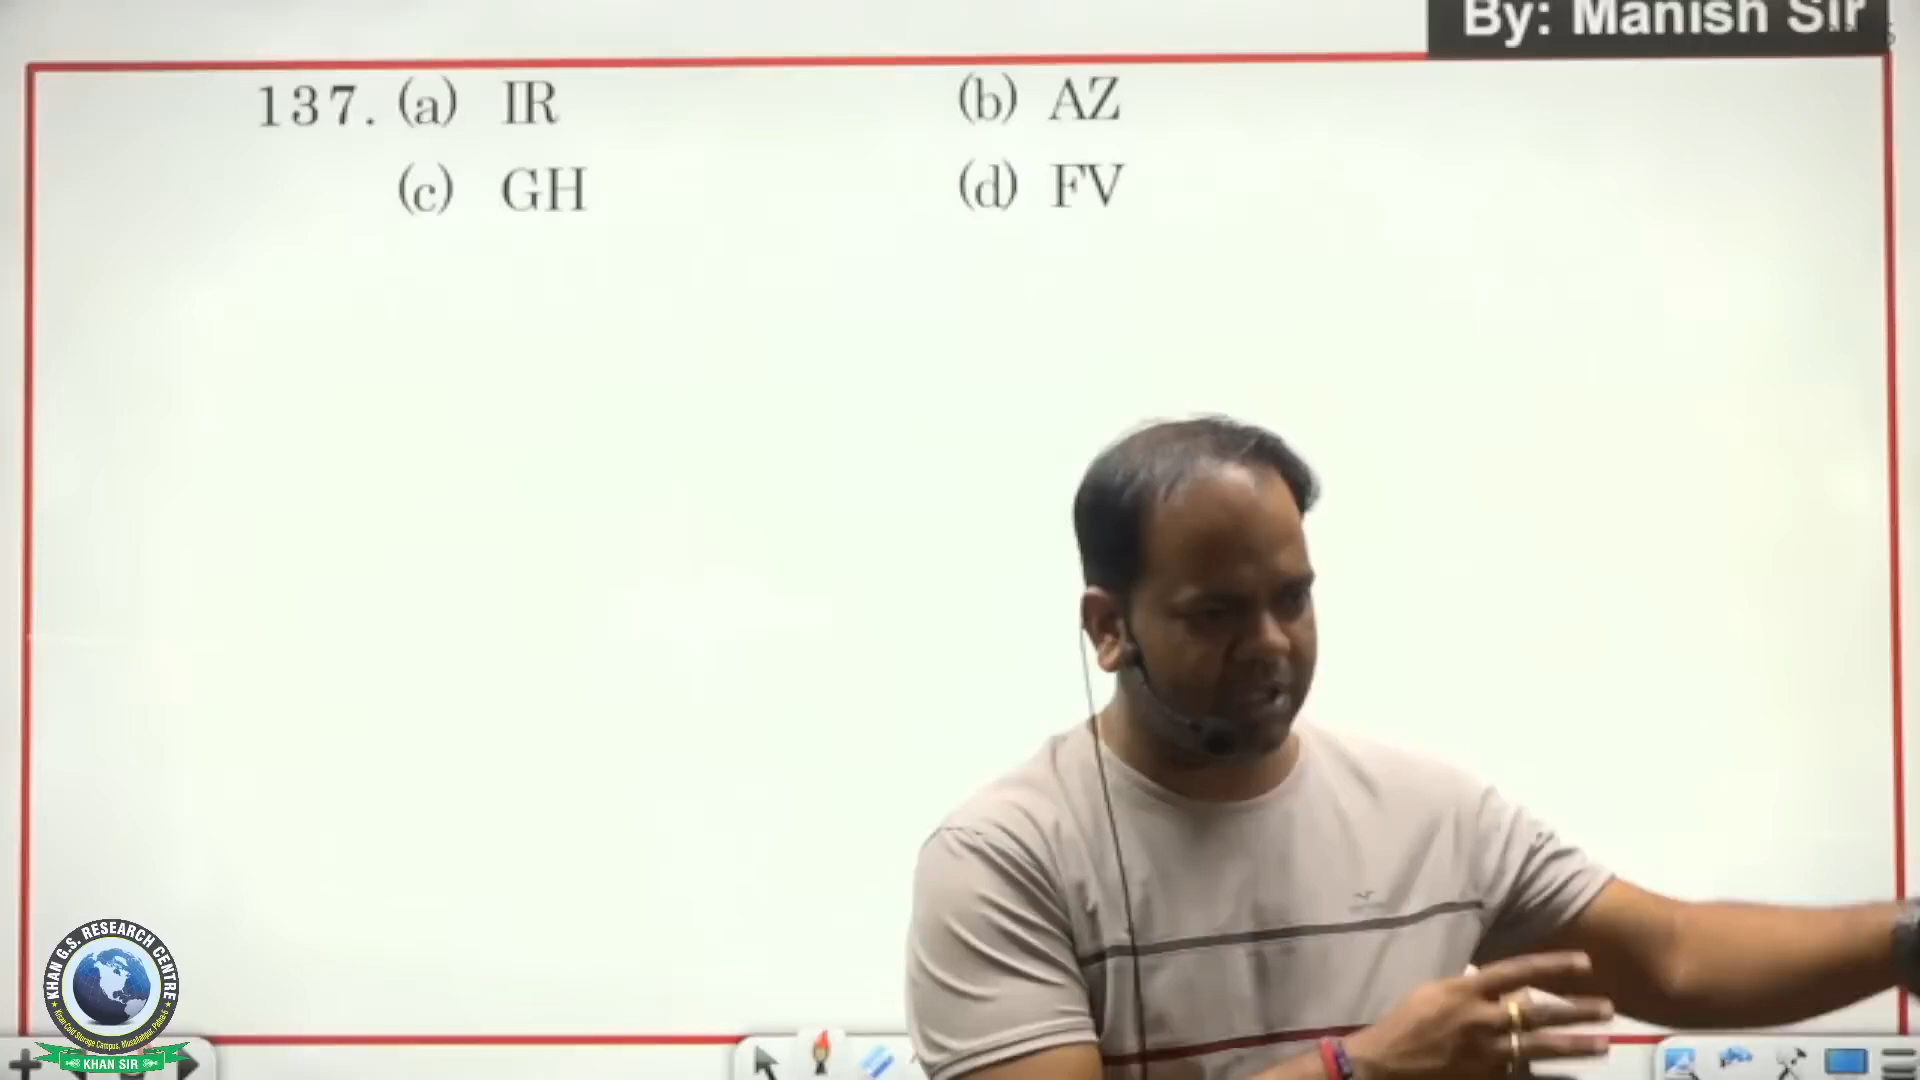 By: Manish Sir
137. (a) IR (b) AZ
(c) GH (d) FV
KHAN G.S. RESEARCH CENTRE
KHAN SIR